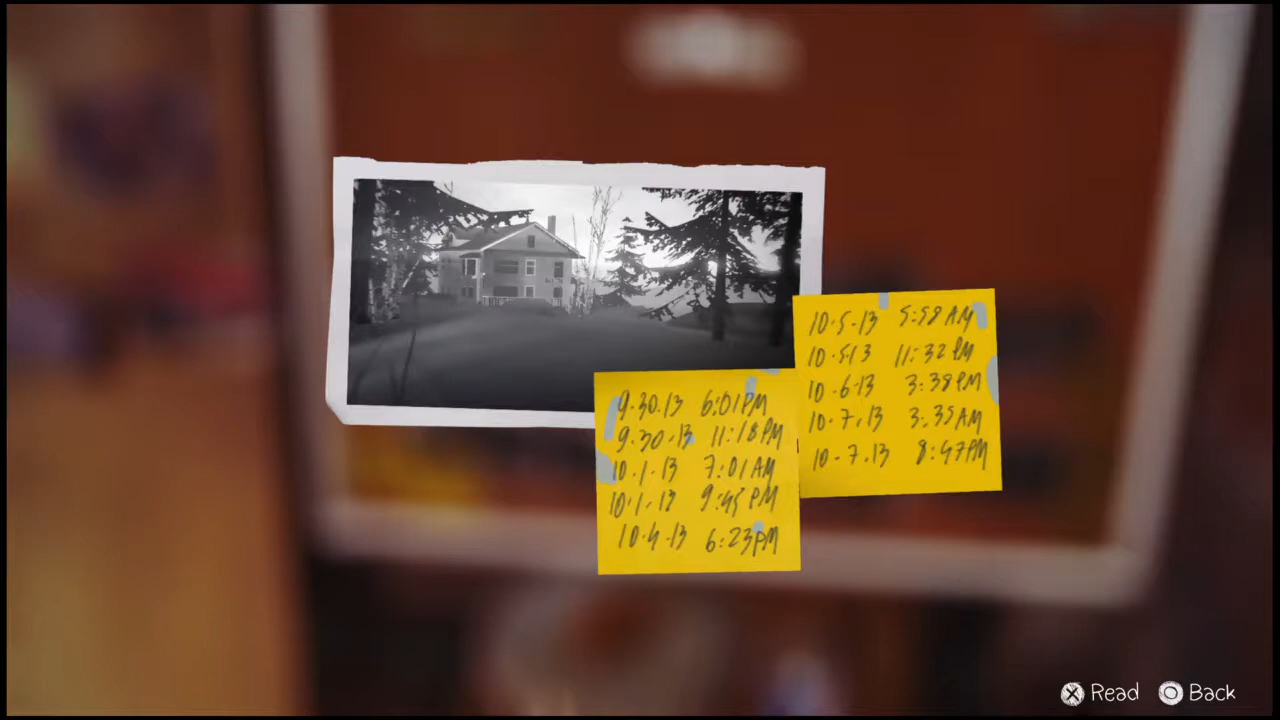 9.30.13 6:01PM
9.30.13 11:18PM
10.1.13 7:01AM
10.1.13 9:45PM
10.4.13 6:23PM
10.5.13 5:58AM
10.5.13 11:32PM
10.6.13 3:38PM
10.7.13 3:35AM
10.7.13 8:47PM
Read Back